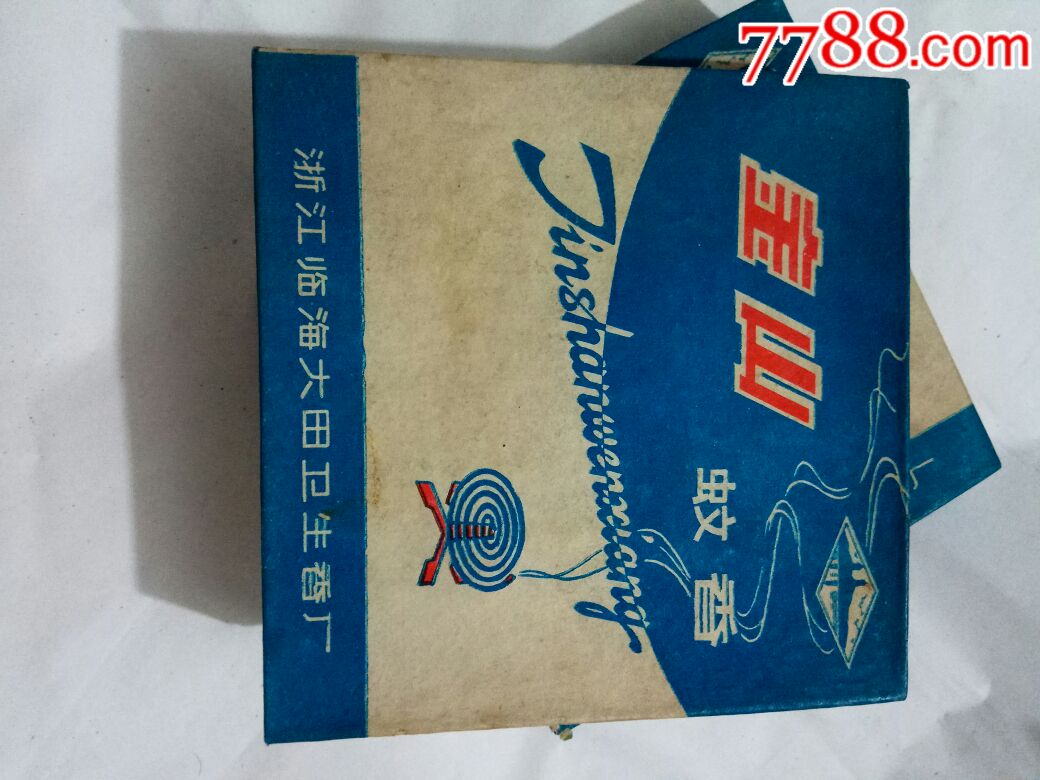 7788.com
金山
蚊香
Jinshanwenxiang
浙江临海大田卫生香厂